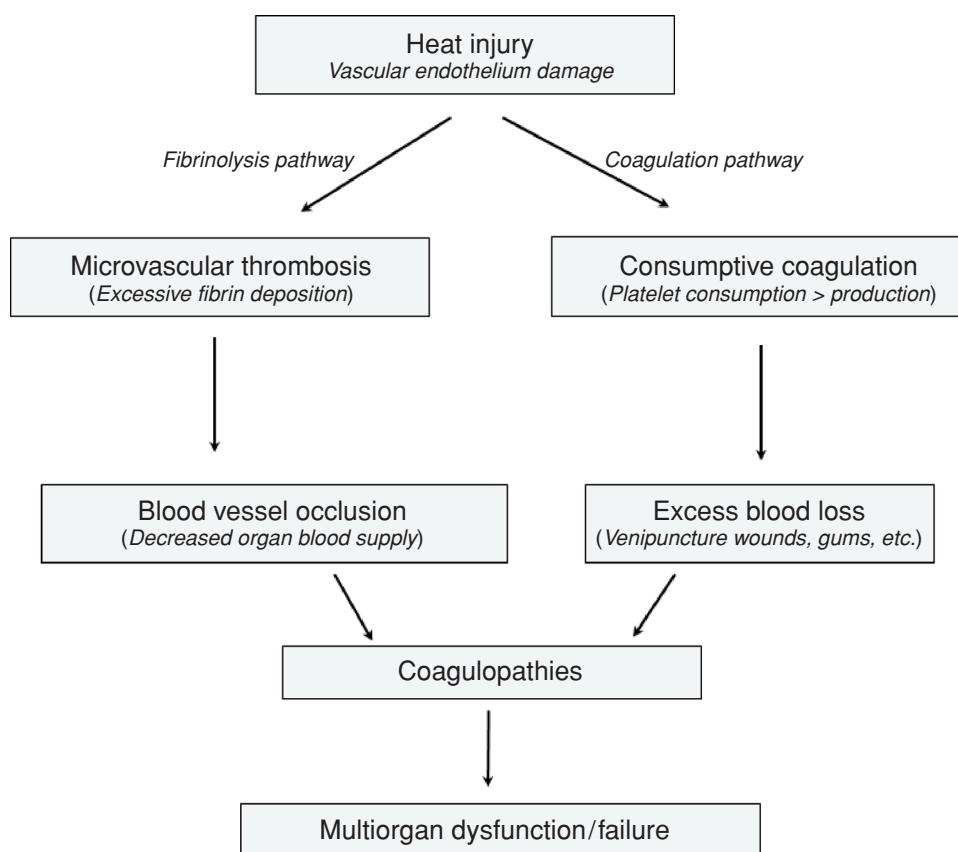 Heat injury
Vascular endothelium damage
Fibrinolysis pathway
Coagulation pathway
Microvascular thrombosis
(Excessive fibrin deposition)
Consumptive coagulation
(Platelet consumption > production)
Blood vessel occlusion
(Decreased organ blood supply)
Excess blood loss
(Venipuncture wounds, gums, etc.)
Coagulopathies
Multiorgan dysfunction/failure